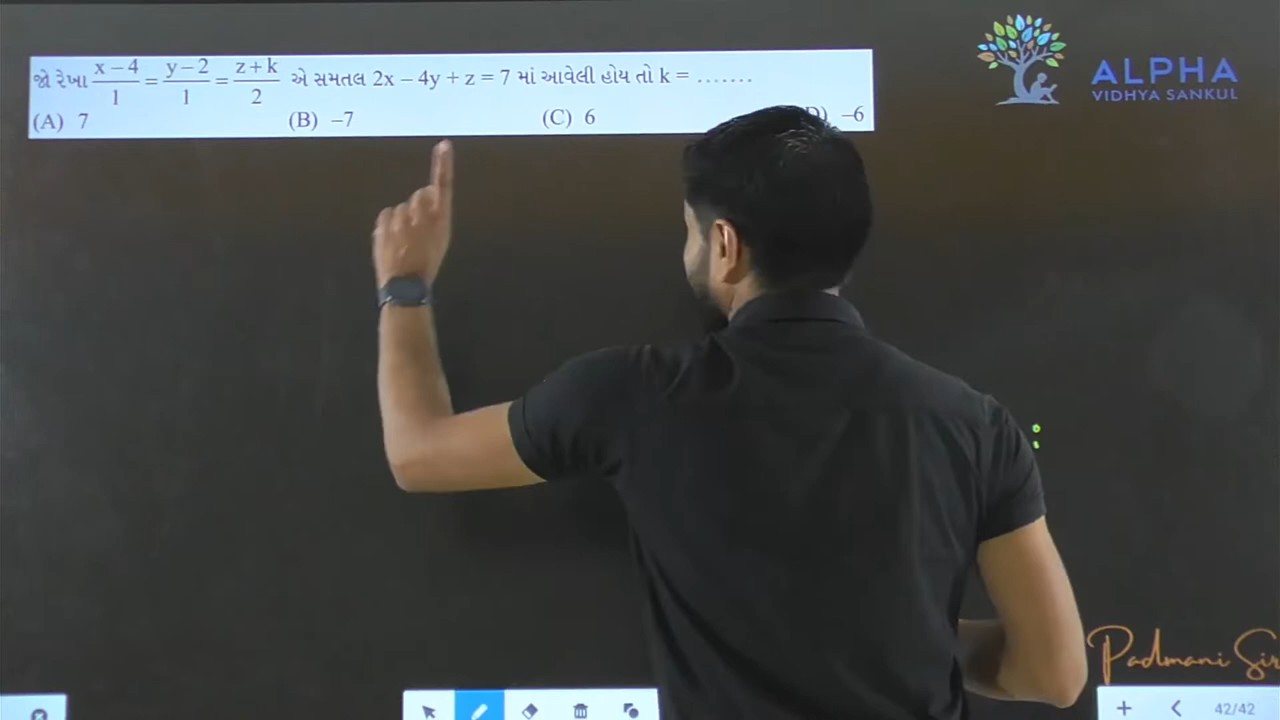 જો રેખા (x − 4)/1 = (y − 2)/1 = (z + k)/2 એ સમતલ 2x − 4y + z = 7 માં આવેલી હોય તો k = .......
(A) 7 (B) −7 (C) 6 D) −6
ALPHA
VIDHYA SANKUL
Padmani Sir
42/42